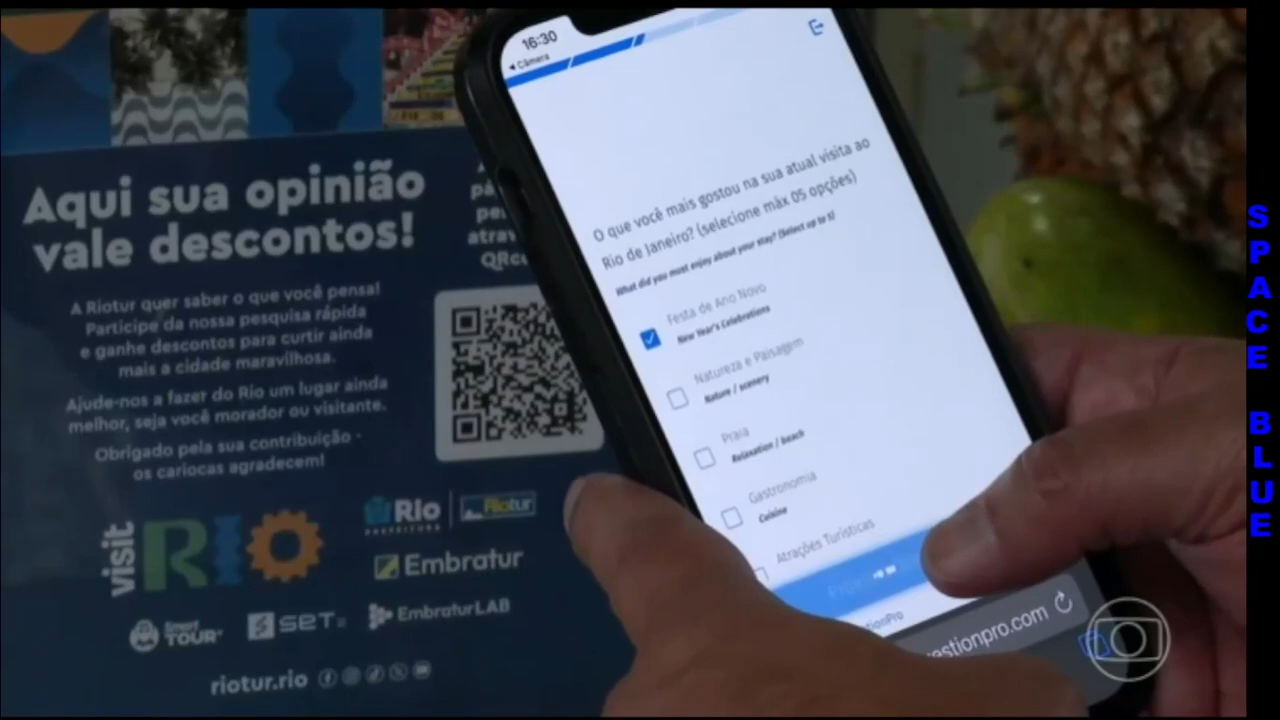 Aqui sua opinião
vale descontos!
A Riotur quer saber o que você pensa!
Participe da nossa pesquisa rápida
e ganhe descontos para curtir ainda
mais a cidade maravilhosa.
Ajude-nos a fazer do Rio um lugar ainda
melhor, seja você morador ou visitante.
Obrigado pela sua contribuição -
os cariocas agradecem!
visit RIO
Rio
PREFEITURA
Riotur
Embratur
Smart
TOUR
SET
EmbraturLAB
riotur.rio
16:30
Câmera
O que você mais gostou na sua atual visita ao
Rio de Janeiro? (selecione máx 05 opções)
What did you most enjoy about your stay? (Select up to 5)
Festa de Ano Novo
New Year's Celebrations
Natureza e Paisagem
Nature / scenery
Praia
Relaxation / beach
Gastronomia
Cuisine
Atrações Turísticas
estionpro.com
SPACE BLUE